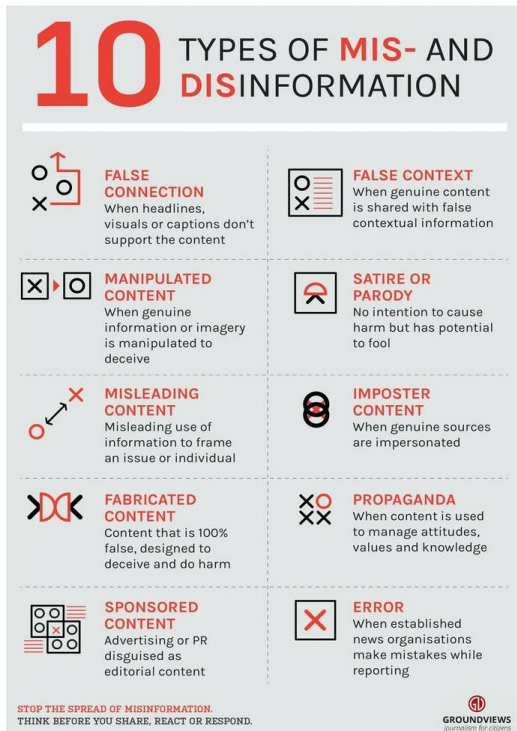 10 TYPES OF MIS- AND
DISINFORMATION
FALSE
CONNECTION
When headlines,
visuals or captions don't
support the content
FALSE CONTEXT
When genuine content
is shared with false
contextual information
MANIPULATED
CONTENT
When genuine
information or imagery
is manipulated to
deceive
SATIRE OR
PARODY
No intention to cause
harm but has potential
to fool
MISLEADING
CONTENT
Misleading use of
information to frame
an issue or individual
IMPOSTER
CONTENT
When genuine sources
are impersonated
FABRICATED
CONTENT
Content that is 100%
false, designed to
deceive and do harm
PROPAGANDA
When content is used
to manage attitudes,
values and knowledge
SPONSORED
CONTENT
Advertising or PR
disguised as
editorial content
ERROR
When established
news organisations
make mistakes while
reporting
STOP THE SPREAD OF MISINFORMATION.
THINK BEFORE YOU SHARE, REACT OR RESPOND.
GROUNDVIEWS
journalism for citizens